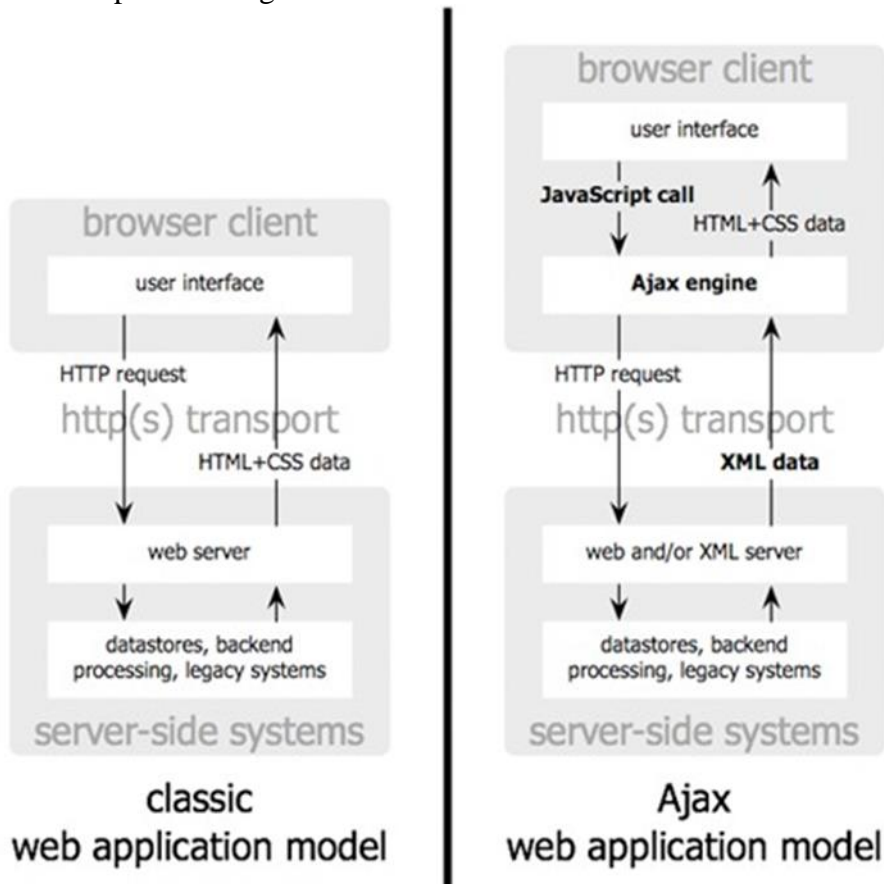 browser client
user interface
HTTP request
http(s) transport
HTML+CSS data
web server
datastores, backend
processing, legacy systems
server-side systems
classic
web application model
browser client
user interface
JavaScript call
HTML+CSS data
Ajax engine
HTTP request
http(s) transport
XML data
web and/or XML server
datastores, backend
processing, legacy systems
server-side systems
Ajax
web application model